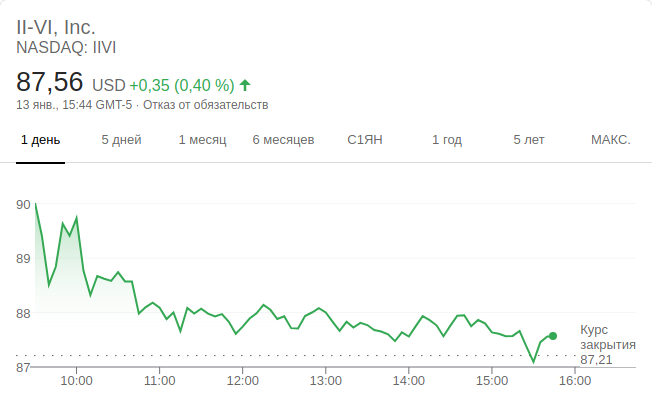 II-VI, Inc.
NASDAQ: IIVI
87,56 USD +0,35 (0,40 %)
13 янв., 15:44 GMT-5 · Отказ от обязательств
1 день 5 дней 1 месяц 6 месяцев С1ЯН 1 год 5 лет МАКС.
90
89
88
87
Курс
закрытия
87,21
10:00 11:00 12:00 13:00 14:00 15:00 16:00